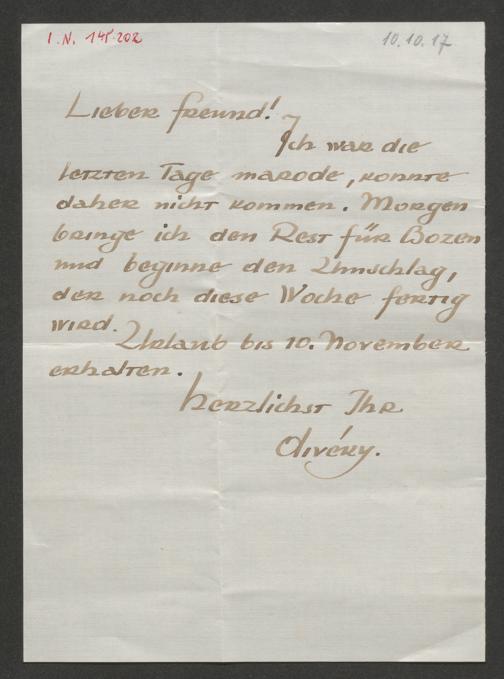 I.N. 145.202
10.10.17
Lieber Freund!
Ich war die
letzten Tage marode, konnte
daher nicht kommen. Morgen
bringe ich den Rest für Bozen
und beginne den Umschlag,
der noch diese Woche fertig
wird.
Urlaub bis 10. November
erhalten.
Herzlichst Ihr
Divéky.